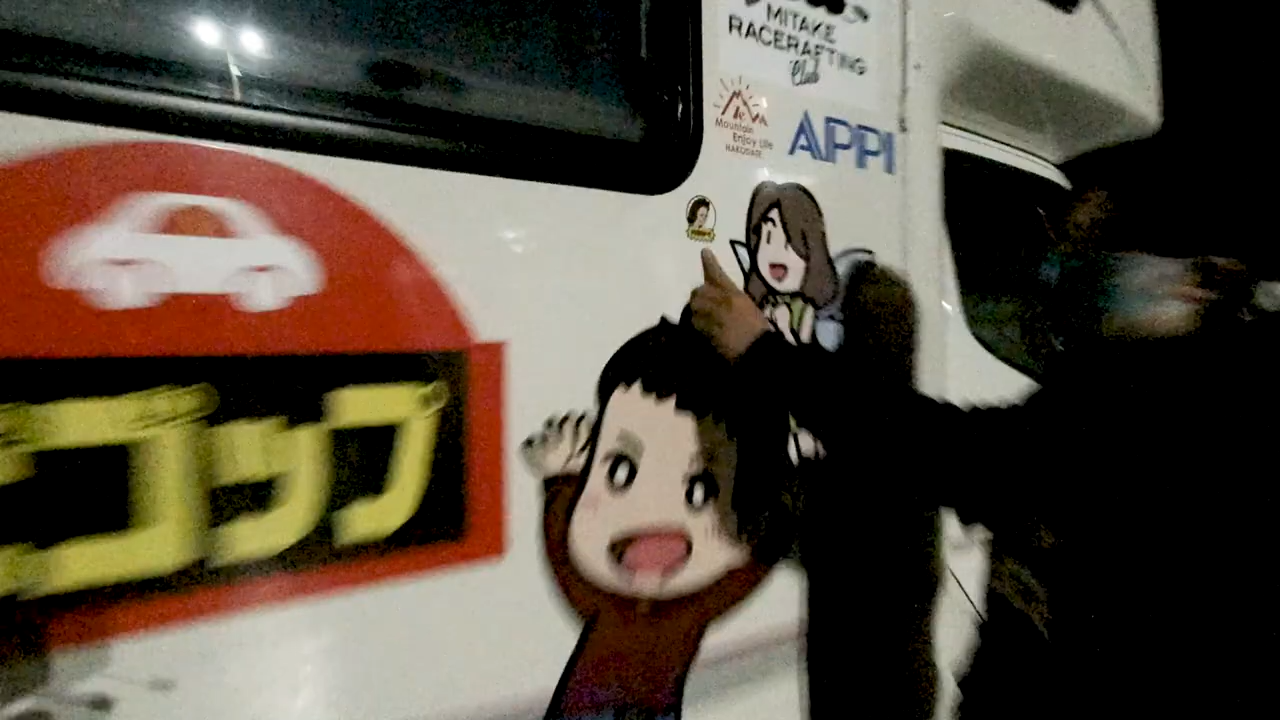 MITAKE
RACERAFTING
Club
Mountain
Enjoy Life
HAKODATE
APPI
コップ